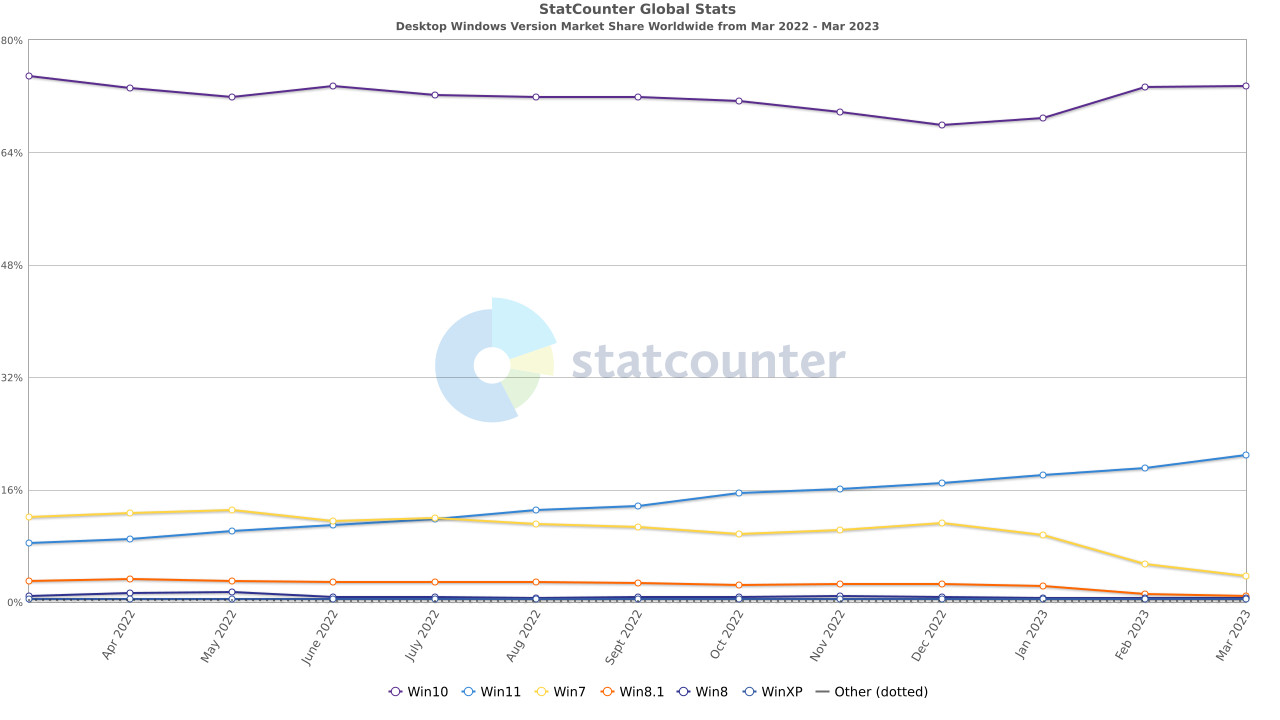 StatCounter Global Stats
Desktop Windows Version Market Share Worldwide from Mar 2022 - Mar 2023
80%
64%
48%
32%
16%
0%
statcounter
Apr 2022
May 2022
June 2022
July 2022
Aug 2022
Sept 2022
Oct 2022
Nov 2022
Dec 2022
Jan 2023
Feb 2023
Mar 2023
Win10 Win11 Win7 Win8.1 Win8 WinXP Other (dotted)